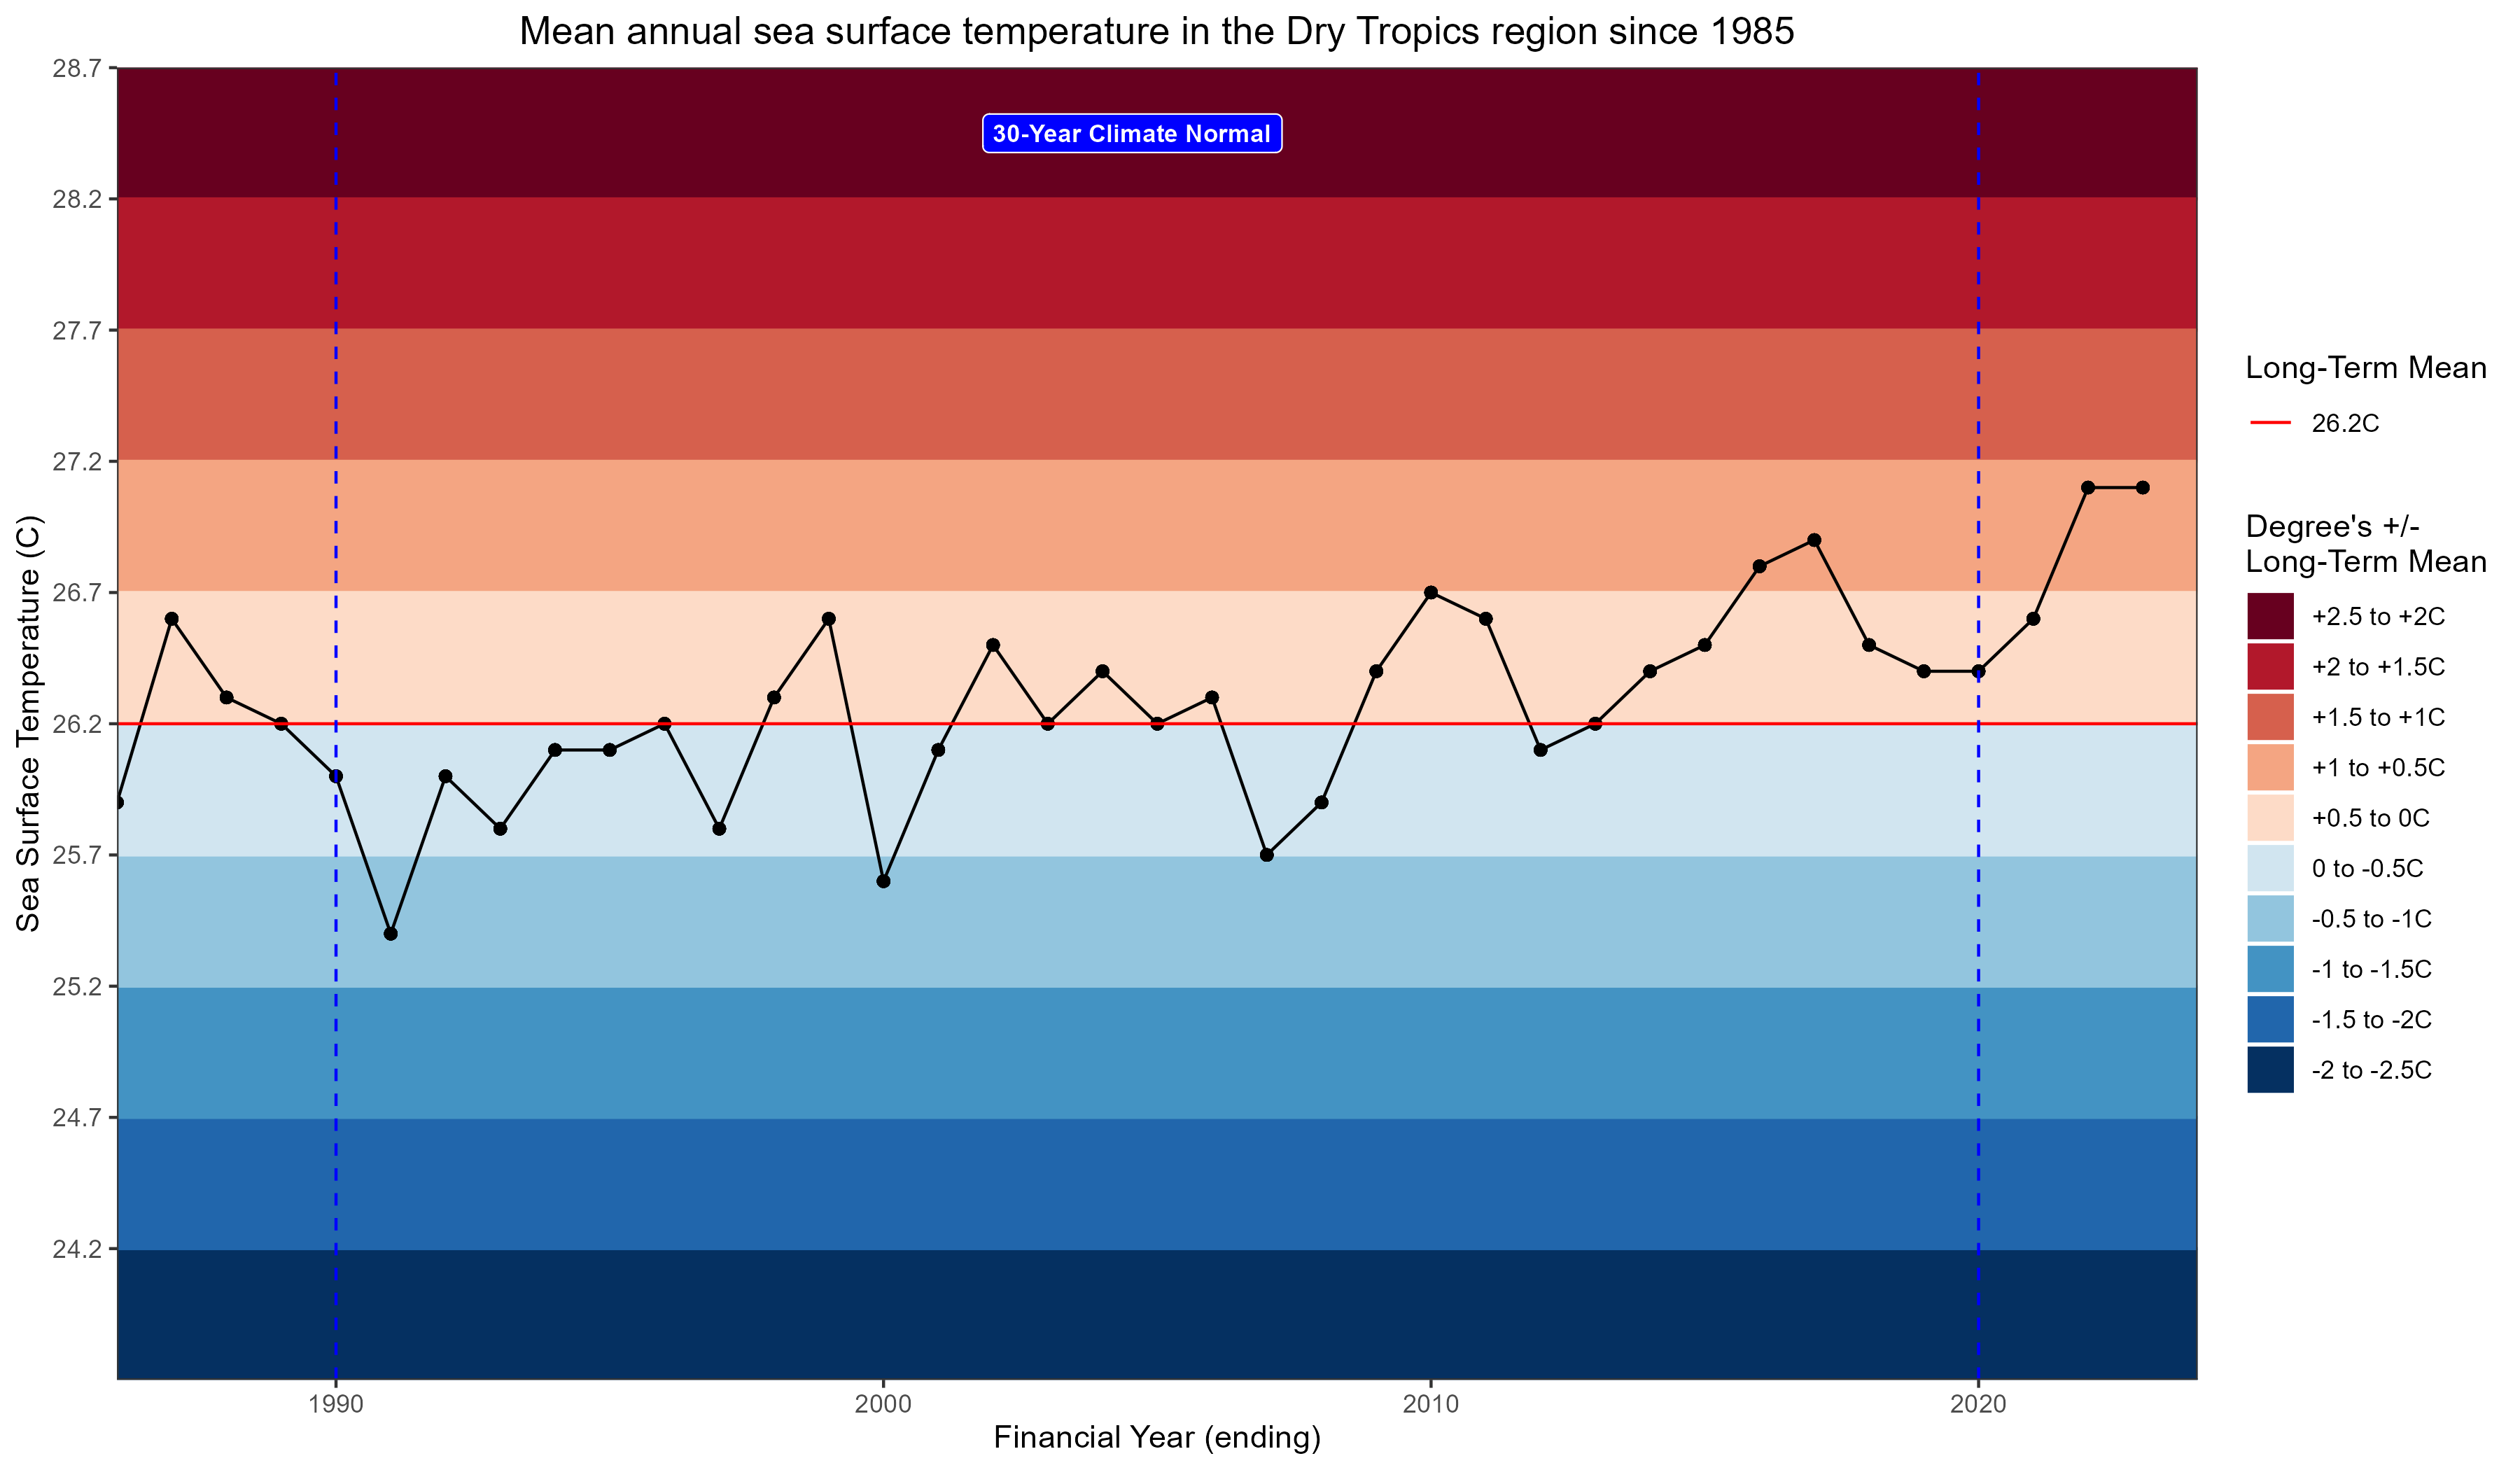 Mean annual sea surface temperature in the Dry Tropics region since 1985
28.7
28.2
27.7
27.2
26.7
26.2
25.7
25.2
24.7
24.2
Sea Surface Temperature (C)
30-Year Climate Normal
1990
2000
2010
2020
Financial Year (ending)
Long-Term Mean
26.2C
Degree's +/-
Long-Term Mean
+2.5 to +2C
+2 to +1.5C
+1.5 to +1C
+1 to +0.5C
+0.5 to 0C
0 to -0.5C
-0.5 to -1C
-1 to -1.5C
-1.5 to -2C
-2 to -2.5C